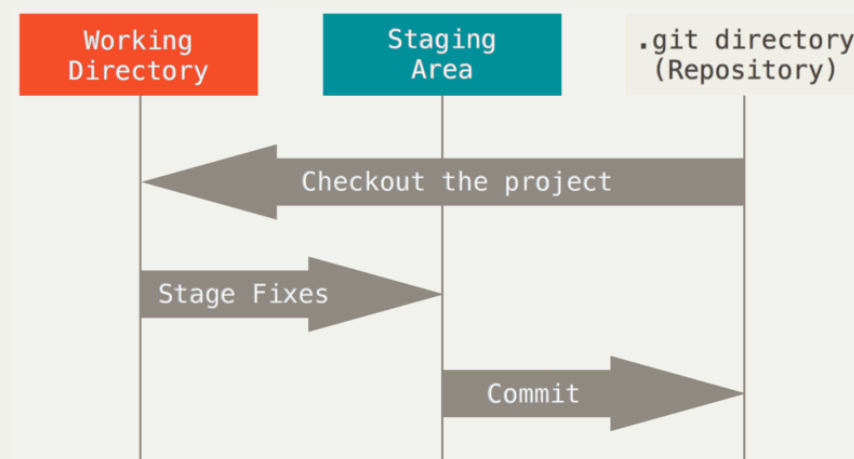 Working
Directory
Staging
Area
.git directory
(Repository)
Checkout the project
Stage Fixes
Commit